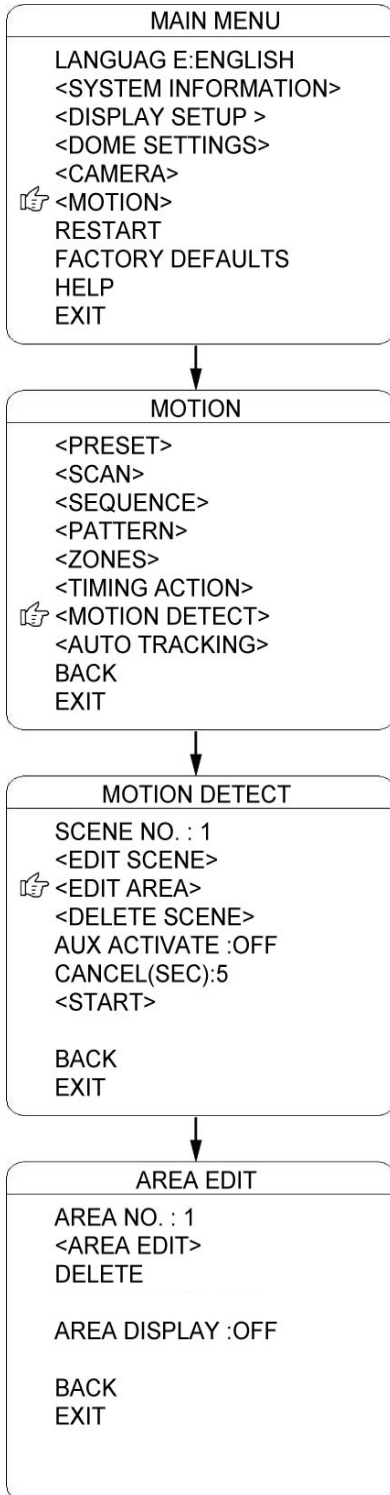 MAIN MENU
LANGUAG E:ENGLISH
<SYSTEM INFORMATION>
<DISPLAY SETUP >
<DOME SETTINGS>
<CAMERA>
<MOTION>
RESTART
FACTORY DEFAULTS
HELP
EXIT
MOTION
<PRESET>
<SCAN>
<SEQUENCE>
<PATTERN>
<ZONES>
<TIMING ACTION>
<MOTION DETECT>
<AUTO TRACKING>
BACK
EXIT
MOTION DETECT
SCENE NO. : 1
<EDIT SCENE>
<EDIT AREA>
<DELETE SCENE>
AUX ACTIVATE :OFF
CANCEL(SEC):5
<START>
BACK
EXIT
AREA EDIT
AREA NO. : 1
<AREA EDIT>
DELETE
AREA DISPLAY :OFF
BACK
EXIT